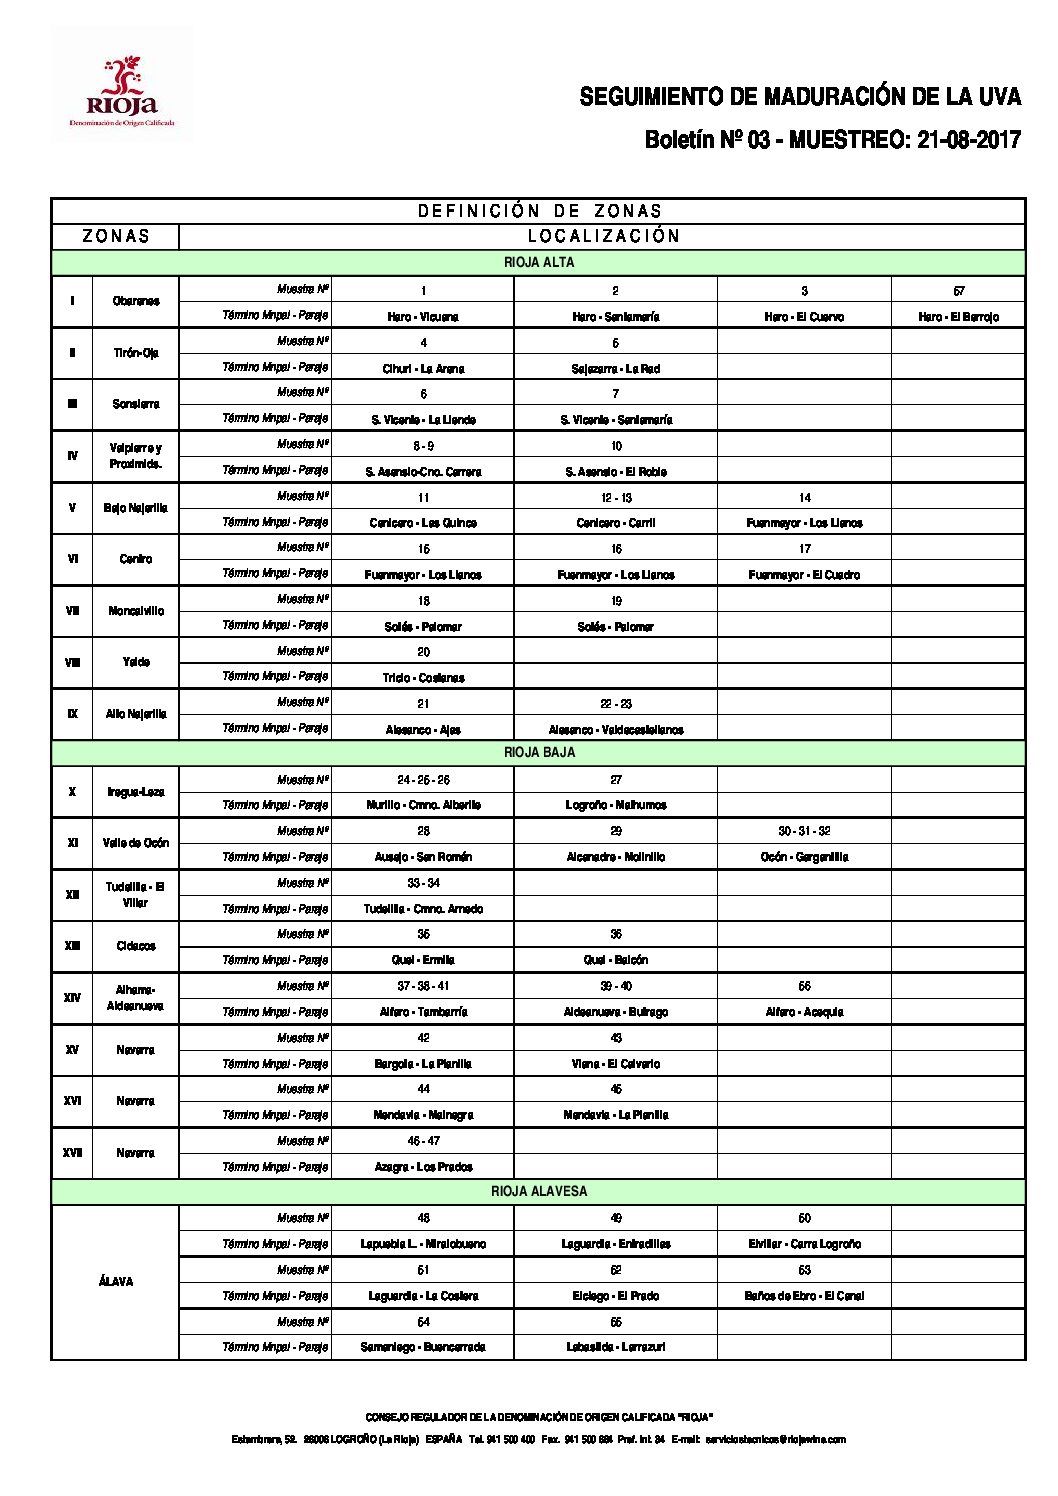 RIOJA
Denominación de Origen Calificada
SEGUIMIENTO DE MADURACIÓN DE LA UVA
Boletín Nº 03 - MUESTREO: 21-08-2017
DEFINICIÓN DE ZONAS
ZONAS LOCALIZACIÓN
RIOJA ALTA
I Obarenes
Muestra Nº 1 2 3 57
Término Mnpal - Paraje Haro - Vicuana Haro - Santamaría Haro - El Cuervo Haro - El
II Tirón-Oja
Muestra Nº 4 5
Término Mnpal - Paraje Cihuri - La Arena Sajazarra - La Rad
III Sonsierra
Muestra Nº 6 7
Término Mnpal - Paraje S. Vicente - La Liende S. Vicente - Santamaría
IV Valpierre y Proximids.
Muestra Nº 8 - 9 10
Término Mnpal - Paraje S. Asensio-Cno. Carrera S. Asensio - El Roble
V Bajo Najerilla
Muestra Nº 11 12 - 13 14
Término Mnpal - Paraje Cenicero - Las Quince Cenicero - Carril Fuenmayor - Los Llanos
VI Centro
Muestra Nº 15 16 17
Término Mnpal - Paraje Fuenmayor - Los Llanos Fuenmayor - Los Llanos Fuenmayor - El Cuadro
VII Moncalvillo
Muestra Nº 18 19
Término Mnpal - Paraje Sotés - Palomar Sotés - Palomar
VIII Yalde
Muestra Nº 20
Término Mnpal - Paraje Tricio - Costanas
IX Alto Najerilla
Muestra Nº 21 22 - 23
Término Mnpal - Paraje Alesanco - Ajas Alesanco - Valdecastellanos
RIOJA BAJA
X Iregua-Leza
Muestra Nº 24 - 25 - 26 27
Término Mnpal - Paraje Murillo - Cmno. Alberite Logroño - Malhumos
XI Valle de Ocón
Muestra Nº 28 29 30 - 31 - 32
Término Mnpal - Paraje Ausejo - San Román Alcanadre - Molinillo Ocón - Gargantilla
XII Tudelilla - El Villar
Muestra Nº 33 - 34
Término Mnpal - Paraje Tudelilla - Cmno. Arnedo
XIII Cidacos
Muestra Nº 35 36
Término Mnpal - Paraje Quel - Ermita Quel - Balcón
XIV Alhama- Aldeanueva
Muestra Nº 37 - 38 - 41 39 - 40 56
Término Mnpal - Paraje Alfaro - Tambarría Aldeanueva - Buitrago Alfaro - Acequia
XV Navarra
Muestra Nº 42 43
Término Mnpal - Paraje Bargota - La Planilla Viana - El Calvario
XVI Navarra
Muestra Nº 44 45
Término Mnpal - Paraje Mendavia - Malnegra Mendavia - La Planilla
XVII Navarra
Muestra Nº 46 - 47
Término Mnpal - Paraje Azagra - Los Prados
RIOJA ALAVESA
ÁLAVA
Muestra Nº 48 49 50
Término Mnpal - Paraje Lapuebla L. - Miralobueno Laguardia - Entradillas Elvillar - Carra Logroño
Muestra Nº 51 52 53
Término Mnpal - Paraje Laguardia - La Costera Elciego - El Prado Baños de Ebro - El Canal
Muestra Nº 54 55
Término Mnpal - Paraje Samaniego - Buencerrada Labastida - Larrazuri
CONSEJO REGULADOR DE LA DENOMINACIÓN DE ORIGEN CALIFICADA "RIOJA"
Estambrera, 52. 26006 LOGROÑO (La Rioja) ESPAÑA Tel. 941 500 400 Fax. 941 500 Pref. Int. 34 E-mail: serviciostecnicos@riojawine.com